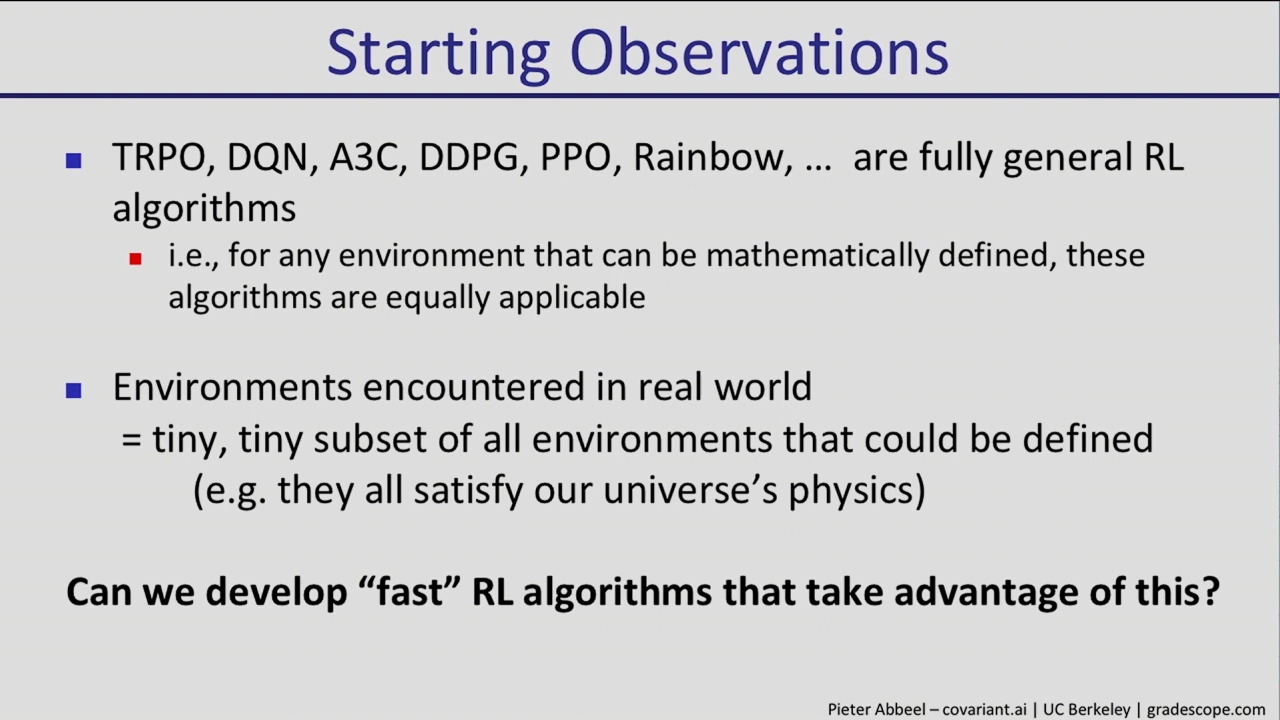 Starting Observations
TRPO, DQN, A3C, DDPG, PPO, Rainbow, ... are fully general RL
algorithms
i.e., for any environment that can be mathematically defined, these
algorithms are equally applicable
Environments encountered in real world
= tiny, tiny subset of all environments that could be defined
(e.g. they all satisfy our universe’s physics)
Can we develop “fast” RL algorithms that take advantage of this?
Pieter Abbeel – covariant.ai | UC Berkeley | gradescope.com